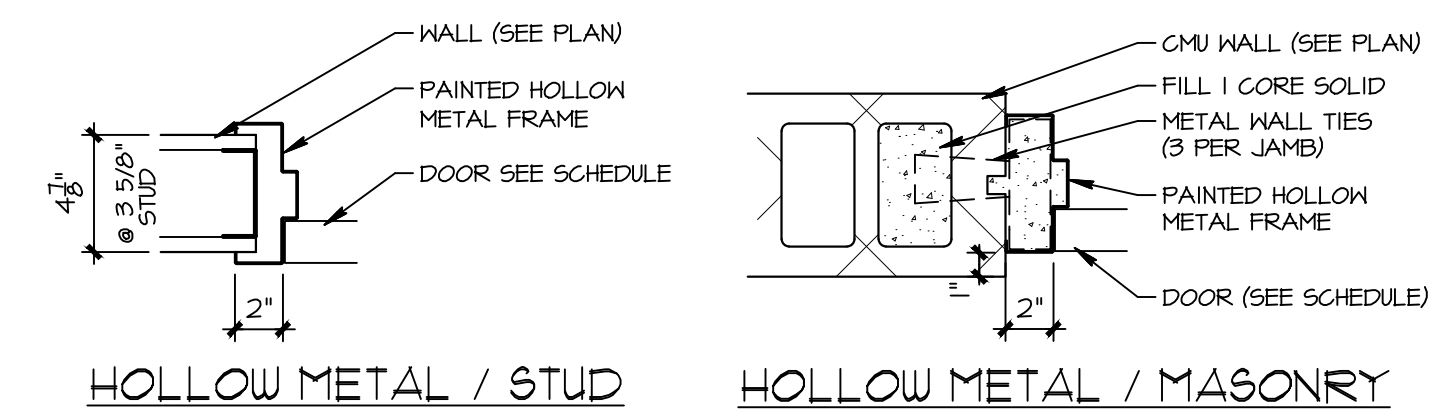 WALL (SEE PLAN)
PAINTED HOLLOW
METAL FRAME
DOOR SEE SCHEDULE
4 7/8"
@ 3 5/8"
STUD
2"
HOLLOW METAL / STUD
CMU WALL (SEE PLAN)
FILL 1 CORE SOLID
METAL WALL TIES
(3 PER JAMB)
PAINTED HOLLOW
METAL FRAME
DOOR (SEE SCHEDULE)
1"
2"
HOLLOW METAL / MASONRY